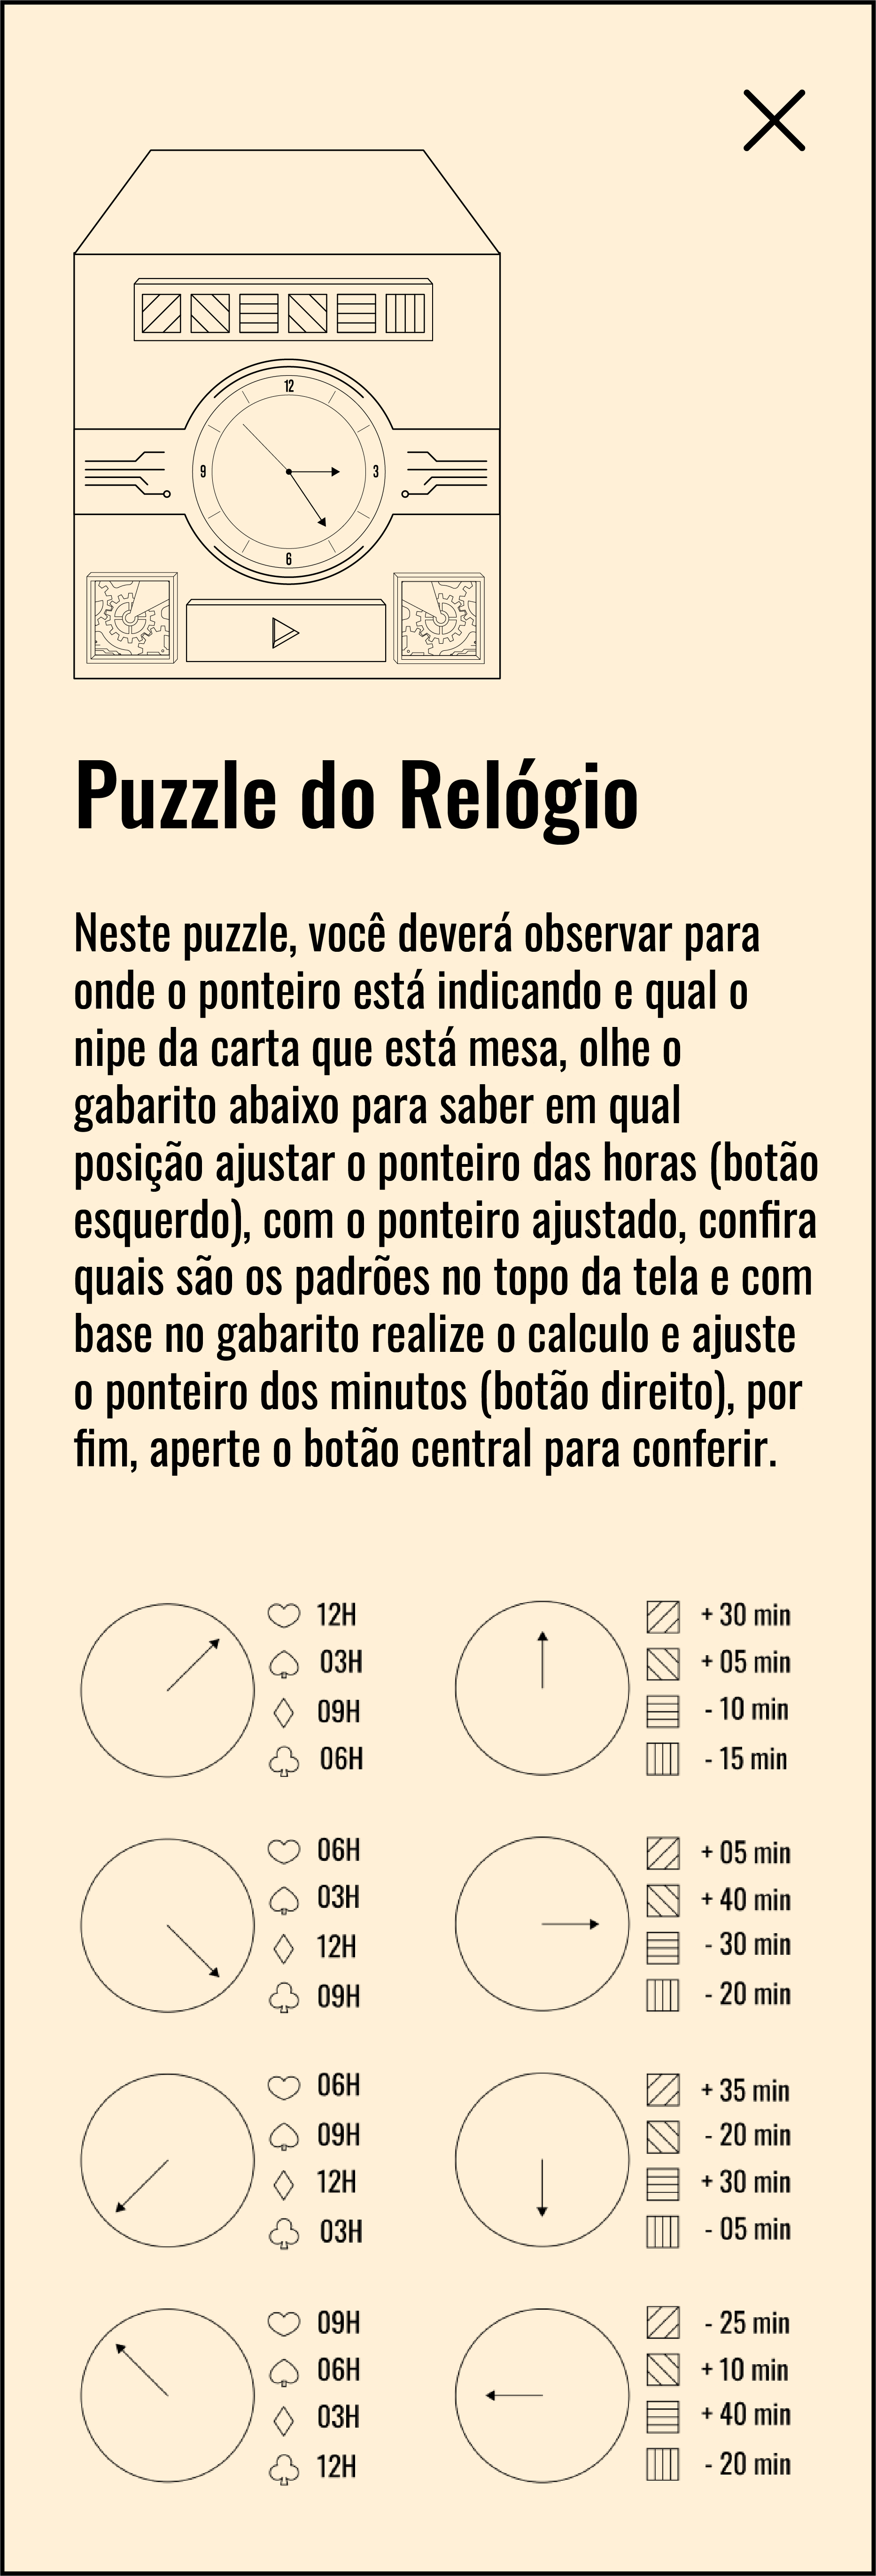 12
9
3
6
Puzzle do Relógio
Neste puzzle, você deverá observar para
onde o ponteiro está indicando e qual o
nipe da carta que está mesa, olhe o
gabarito abaixo para saber em qual
posição ajustar o ponteiro das horas (botão
esquerdo), com o ponteiro ajustado, confira
quais são os padrões no topo da tela e com
base no gabarito realize o calculo e ajuste
o ponteiro dos minutos (botão direito), por
fim, aperte o botão central para conferir.
12H
03H
09H
06H
+ 30 min
+ 05 min
- 10 min
- 15 min
06H
03H
12H
09H
+ 05 min
+ 40 min
- 30 min
- 20 min
06H
09H
12H
03H
+ 35 min
- 20 min
+ 30 min
- 05 min
09H
06H
03H
12H
- 25 min
+ 10 min
+ 40 min
- 20 min